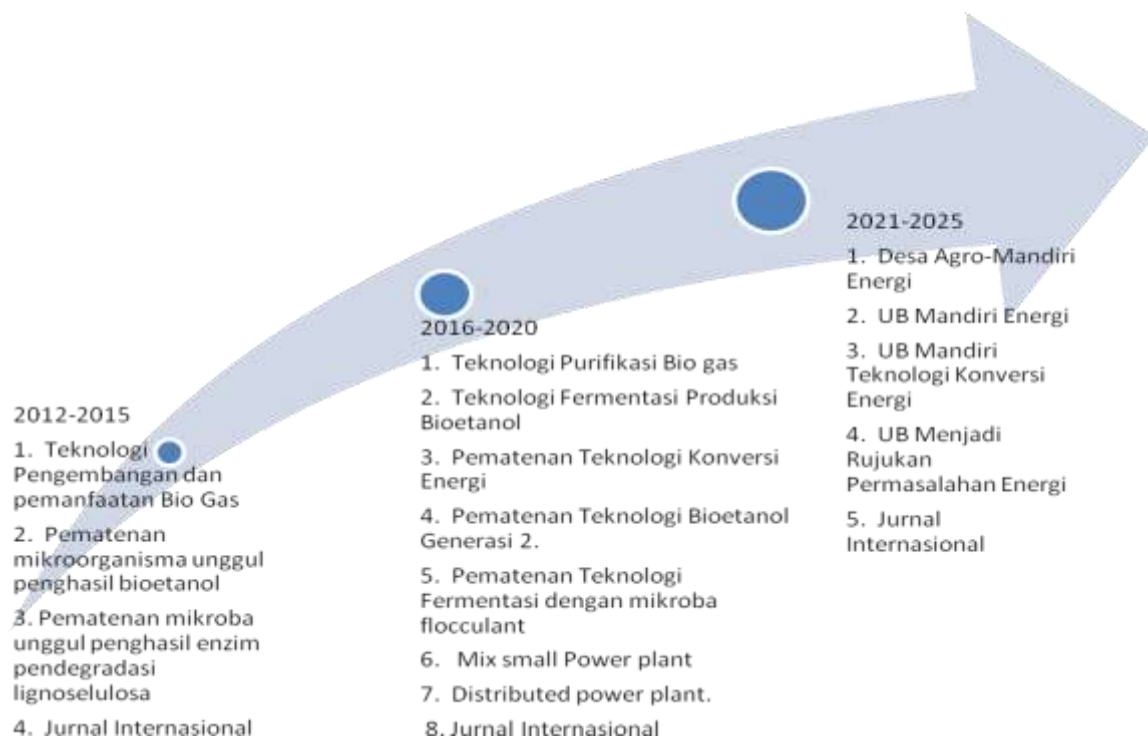 2012-2015
1. Teknologi
Pengembangan dan
pemanfaatan Bio Gas
2. Pematenan
mikroorganisma unggul
penghasil bioetanol
3. Pematenan mikroba
unggul penghasil enzim
pendegradasi
lignoselulosa
4. Jurnal Internasional
2016-2020
1. Teknologi Purifikasi Bio gas
2. Teknologi Fermentasi Produksi
Bioetanol
3. Pematenan Teknologi Konversi
Energi
4. Pematenan Teknologi Bioetanol
Generasi 2.
5. Pematenan Teknologi
Fermentasi dengan mikroba
flocculant
6. Mix small Power plant
7. Distributed power plant.
8. Jurnal Internasional
2021-2025
1. Desa Agro-Mandiri
Energi
2. UB Mandiri Energi
3. UB Mandiri
Teknologi Konversi
Energi
4. UB Menjadi
Rujukan
Permasalahan Energi
5. Jurnal
Internasional